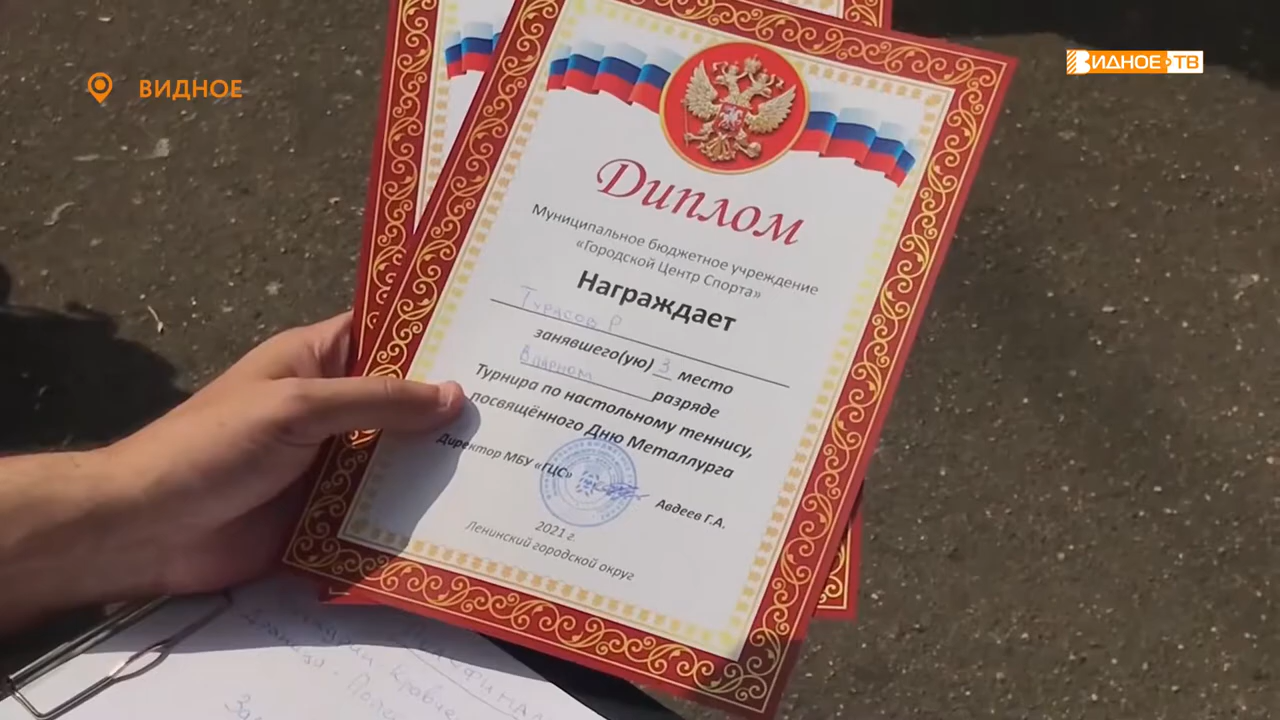 ВИДНОЕ
ВИДНОЕ ТВ
Диплом
Муниципальное бюджетное учреждение
«Городской Центр Спорта»
Награждает
Турасов Р
занявшего(ую) 3 место
В парном разряде
Турнира по настольному теннису,
посвящённого Дню Металлурга
Директор МБУ «ГЦС» Авдеев Г.А.
2021 г.
Ленинский городской округ